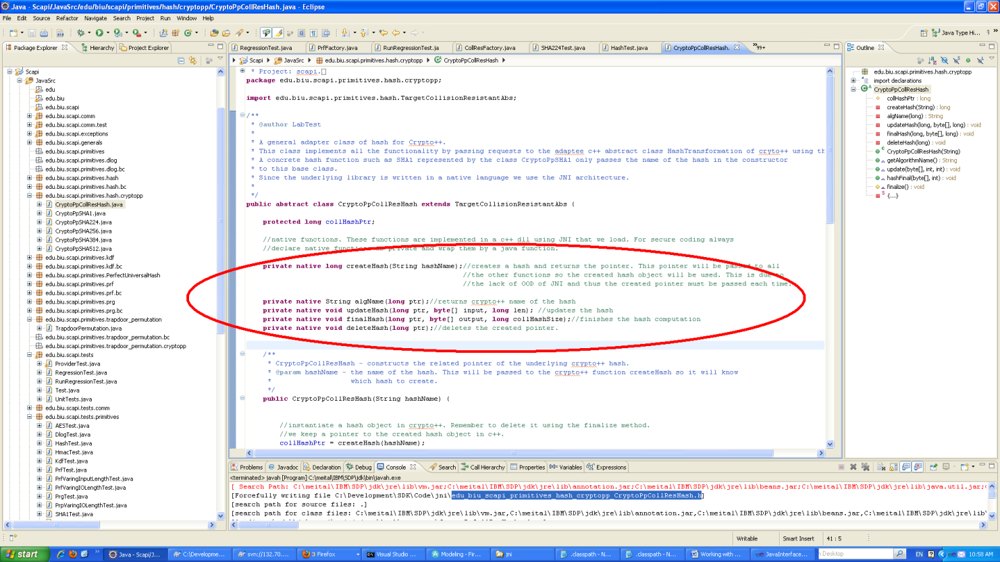 Java - Scapi/JavaSrc/edu/biu/scapi/primitives/hash/cryptopp/CryptoPpCollResHash.java - Eclipse
File Edit Source Refactor Navigate Search Project Run Window Help
Java Type Hi...
Package Explorer Hierarchy Project Explorer
RegressionTest.java PrfFactory.java RunRegressionTest.ja CollResFactory.java SHA224Test.java HashTest.java CryptoPpCollResHash. 99+
Outline
Scapi JavaSrc edu.biu.scapi.primitives.hash.cryptopp CryptoPpCollResHash
Scapi
JavaSrc
edu
edu.biu
edu.biu.scapi
edu.biu.scapi.comm
edu.biu.scapi.comm.test
edu.biu.scapi.exceptions
edu.biu.scapi.generals
edu.biu.scapi.primitives
edu.biu.scapi.primitives.dlog
edu.biu.scapi.primitives.dlog.bc
edu.biu.scapi.primitives.hash
edu.biu.scapi.primitives.hash.bc
edu.biu.scapi.primitives.hash.cryptopp
CryptoPpCollResHash.java
CryptoPpSHA1.java
CryptoPpSHA224.java
CryptoPpSHA256.java
CryptoPpSHA384.java
CryptoPpSHA512.java
edu.biu.scapi.primitives.kdf
edu.biu.scapi.primitives.kdf.bc
edu.biu.scapi.primitives.PerfectUniversalHash
edu.biu.scapi.primitives.prf
edu.biu.scapi.primitives.prf.bc
edu.biu.scapi.primitives.prg
edu.biu.scapi.primitives.prg.bc
edu.biu.scapi.primitives.trapdoor_permutation
TrapdoorPermutation.java
edu.biu.scapi.primitives.trapdoor_permutation.bc
edu.biu.scapi.primitives.trapdoor_permutation.cryptopp
edu.biu.scapi.tests
ProviderTest.java
RegressionTest.java
RunRegressionTest.java
Test.java
UnitTests.java
edu.biu.scapi.tests.comm
edu.biu.scapi.tests.primitives
AESTest.java
DlogTest.java
HashTest.java
HmacTest.java
KdfTest.java
PrfTest.java
PrfVaringInputLengthTest.java
PrfVaringIOLengthTest.java
PrgTest.java
PrpVaringIOLengthTest.java
SHA1Test.java
* Project: scapi.
package edu.biu.scapi.primitives.hash.cryptopp;
import edu.biu.scapi.primitives.hash.TargetCollisionResistantAbs;
/**
* @author LabTest
*
* A general adapter class of hash for Crypto++.
* This class implements all the functionality by passing requests to the adaptee c++ abstract class HashTransformation of cryto++ using th
* A concrete hash function such as SHA1 represented by the class CryptoPpSHA1 only passes the name of the hash in the constructor
* to this base class.
* Since the underlying library is written in a native language we use the JNI architecture.
*
*/
public abstract class CryptoPpCollResHash extends TargetCollisionResistantAbs {
protected long collHashPtr;
//native functions. These functions are implemented in a c++ dll using JNI that we load. For secure coding always
//declare native functions as private and wrap them by a java function.
private native long createHash(String hashName);//creates a hash and returns the pointer. This pointer will be passed to all
//the other functions so the created hash object will be used. This is due to
//the lack of OOD of JNI and thus the created pointer must be passed each time.
private native String algName(long ptr);//returns crypto++ name of the hash
private native void updateHash(long ptr, byte[] input, long len); //updates the hash
private native void finalHash(long ptr, byte[] output, long collHashSize);//finishes the hash computation
private native void deleteHash(long ptr);//deletes the created pointer.
/**
* CryptoPpCollResHash - constructs the related pointer of the underlying crypto++ hash.
* @param hashName - the name of the hash. This will be passed to the crypto++ function createHash so it will know
* which hash to create.
*/
public CryptoPpCollResHash(String hashName) {
//instantiate a hash object in crypto++. Remember to delete it using the finalize method.
//we keep a pointer to the created hash object in c++.
collHashPtr = createHash(hashName);
edu.biu.scapi.primitives.hash.cryptopp
import declarations
CryptoPpCollResHash
collHashPtr : long
createHash(String) : long
algName(long) : String
updateHash(long, byte[], long) : void
finalHash(long, byte[], long) : void
deleteHash(long) : void
CryptoPpCollResHash(String)
getAlgorithmName() : String
update(byte[], int, int) : void
hashFinal(byte[], int) : void
finalize() : void
{...}
Problems Javadoc Declaration Debug Console Search Call Hierarchy Properties Variables Expressions
<terminated> javah [Program] C:\meital\IBM\SDP\jdk\bin\javah.exe
[ Search Path: C:\meital\IBM\SDP\jdk\jre\lib\vm.jar;C:\meital\IBM\SDP\jdk\jre\lib\annotation.jar;C:\meital\IBM\SDP\jdk\jre\lib\beans.jar;C:\meital\IBM\SDP\jdk\jre\lib\java.util.jar;
[Forcefully writing file C:\Development\SDK\Code\jni\edu_biu_scapi_primitives_hash_cryptopp_CryptoPpCollResHash.h]
[search path for source files: .]
[search path for class files: C:\meital\IBM\SDP\jdk\jre\lib\vm.jar,C:\meital\IBM\SDP\jdk\jre\lib\annotation.jar,C:\meital\IBM\SDP\jdk\jre\lib\beans.jar,C:\meital\IBM\SDP\jdk\jre\lib\
Writable Smart Insert 41 : 5
start Java - Scapi/J... C:\Developme... svn://132.70.... 3 Firefox Visual Studio ... Modeling - Fir... jni .classpath - N... .classpath - N... Working with ... JavaInterface... Desktop EN 10:58 AM